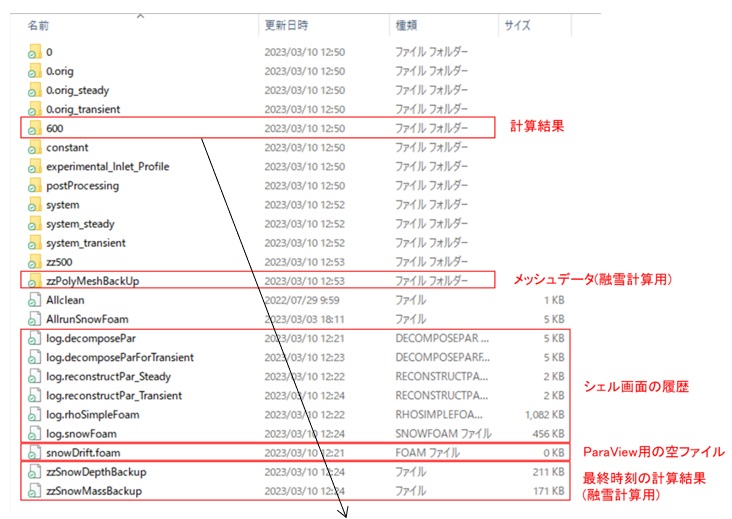 名前 更新日時 種類 サイズ
0 2023/03/10 12:50 ファイル フォルダー
0.orig 2023/03/10 12:50 ファイル フォルダー
0.orig_steady 2023/03/10 12:50 ファイル フォルダー
0.orig_transient 2023/03/10 12:50 ファイル フォルダー
600 2023/03/10 12:50 ファイル フォルダー 計算結果
constant 2023/03/10 12:50 ファイル フォルダー
experimental_Inlet_Profile 2023/03/10 12:50 ファイル フォルダー
postProcessing 2023/03/10 12:50 ファイル フォルダー
system 2023/03/10 12:52 ファイル フォルダー
system_steady 2023/03/10 12:52 ファイル フォルダー
system_transient 2023/03/10 12:52 ファイル フォルダー
zz500 2023/03/10 12:53 ファイル フォルダー
zzPolyMeshBackUp 2023/03/10 12:53 ファイル フォルダー メッシュデータ(融雪計算用)
Allclean 2022/07/29 9:59 ファイル 1 KB
AllrunSnowFoam 2023/03/03 18:11 ファイル 5 KB
log.decomposePar 2023/03/10 12:21 DECOMPOSEPAR ... 5 KB
log.decomposeParForTransient 2023/03/10 12:23 DECOMPOSEPARF... 5 KB
log.reconstructPar_Steady 2023/03/10 12:22 RECONSTRUCTPA... 2 KB
シェル画面の履歴
log.reconstructPar_Transient 2023/03/10 12:24 RECONSTRUCTPA... 2 KB
log.rhoSimpleFoam 2023/03/10 12:22 RHOSIMPLEFOA... 1,082 KB
log.snowFoam 2023/03/10 12:24 SNOWFOAM ファイル 456 KB
snowDrift.foam 2023/03/10 12:21 FOAM ファイル 0 KB ParaView用の空ファイル
zzSnowDepthBackup 2023/03/10 12:24 ファイル 211 KB 最終時刻の計算結果
zzSnowMassBackup 2023/03/10 12:24 ファイル 171 KB (融雪計算用)